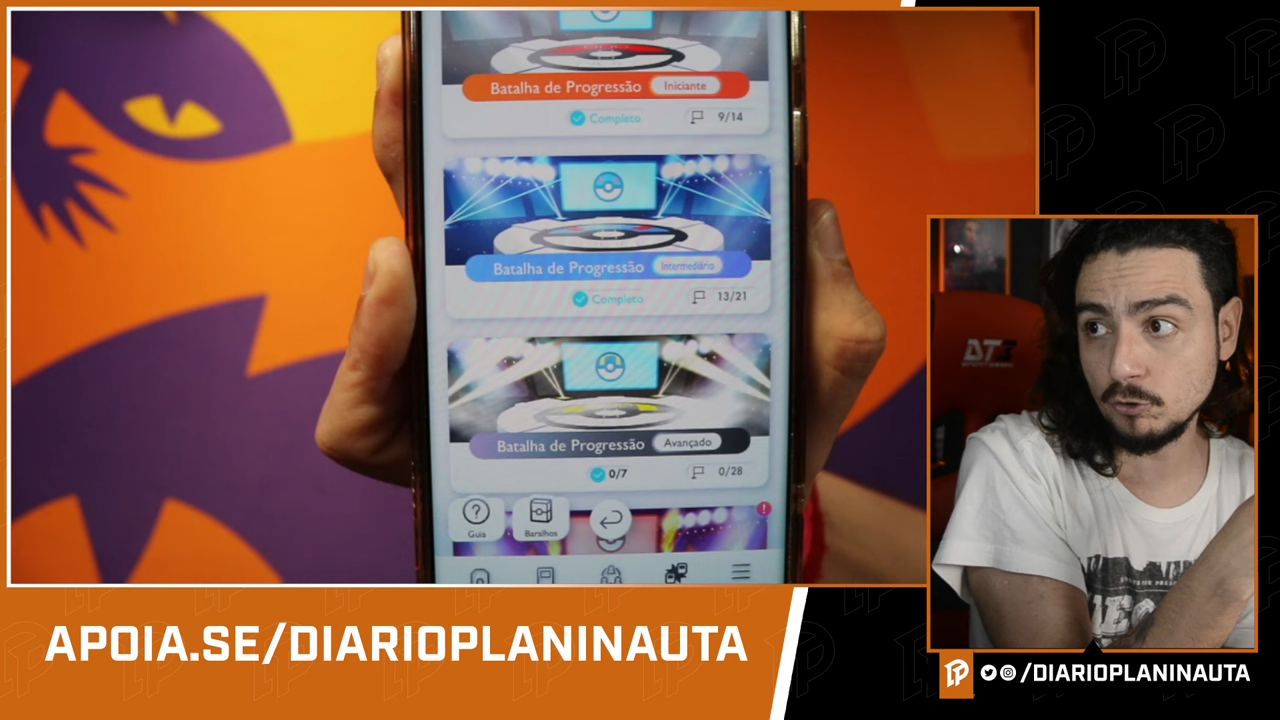 Batalha de Progressão Iniciante
Completo 9/14
Batalha de Progressão Intermediário
Completo 13/21
Batalha de Progressão Avançado
0/7 0/28
?
Guia Baralhos
!
DT3
APOIA.SE/DIARIOPLANINAUTA
/DIARIOPLANINAUTA